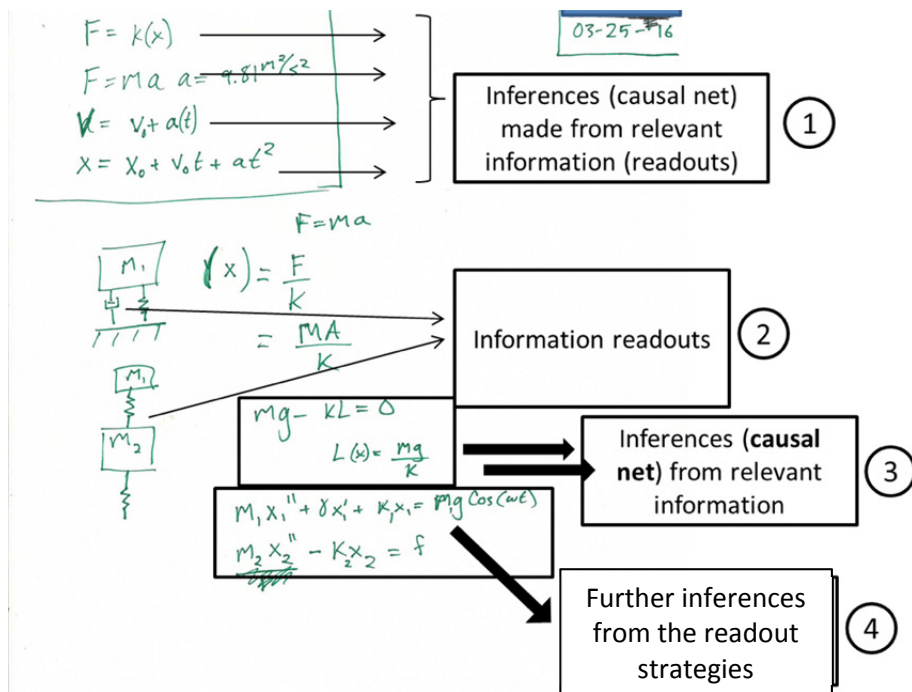 F = k(x)
03-25-16
F = ma a = 9.81 m/s²
Inferences (causal net)
made from relevant
information (readouts)
1
V = v₀ + a(t)
x = x₀ + v₀t + at²
F = ma
M₁
(x) = F/K
= MA/K
Information readouts
2
M₁
M₂
mg - KL = 0
L(x) = mg/K
Inferences (causal
net) from relevant
information
3
M₁x₁'' + γx₁' + K₁x₁ = M₁g Cos(ωt)
m₂x₂'' - K₂x₂ = f
Further inferences
from the readout
strategies
4